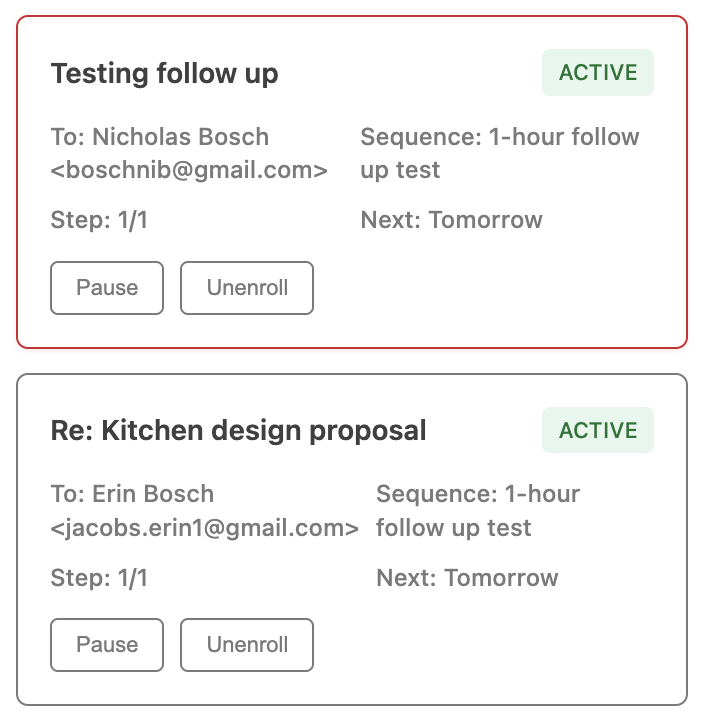 Testing follow up
ACTIVE
To: Nicholas Bosch
<boschnib@gmail.com>
Sequence: 1-hour follow
up test
Step: 1/1
Next: Tomorrow
Pause
Unenroll
Re: Kitchen design proposal
ACTIVE
To: Erin Bosch
<jacobs.erin1@gmail.com>
Sequence: 1-hour
follow up test
Step: 1/1
Next: Tomorrow
Pause
Unenroll